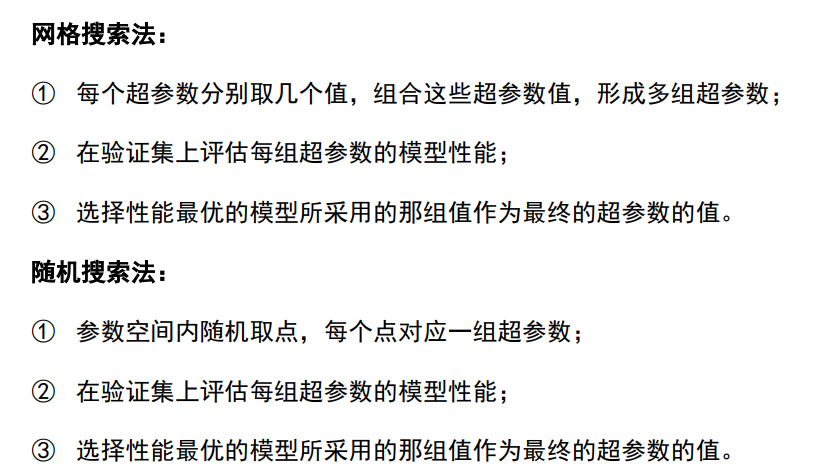 网格搜索法：
① 每个超参数分别取几个值，组合这些超参数值，形成多组超参数；
② 在验证集上评估每组超参数的模型性能；
③ 选择性能最优的模型所采用的那组值作为最终的超参数的值。
随机搜索法：
① 参数空间内随机取点，每个点对应一组超参数；
② 在验证集上评估每组超参数的模型性能；
③ 选择性能最优的模型所采用的那组值作为最终的超参数的值。